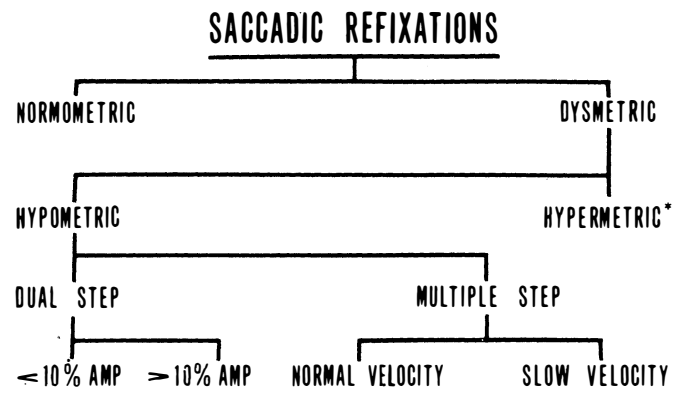 SACCADIC REFIXATIONS
NORMOMETRIC DYSMETRIC
HYPOMETRIC HYPERMETRIC*
DUAL STEP MULTIPLE STEP
<10% AMP >10% AMP NORMAL VELOCITY SLOW VELOCITY